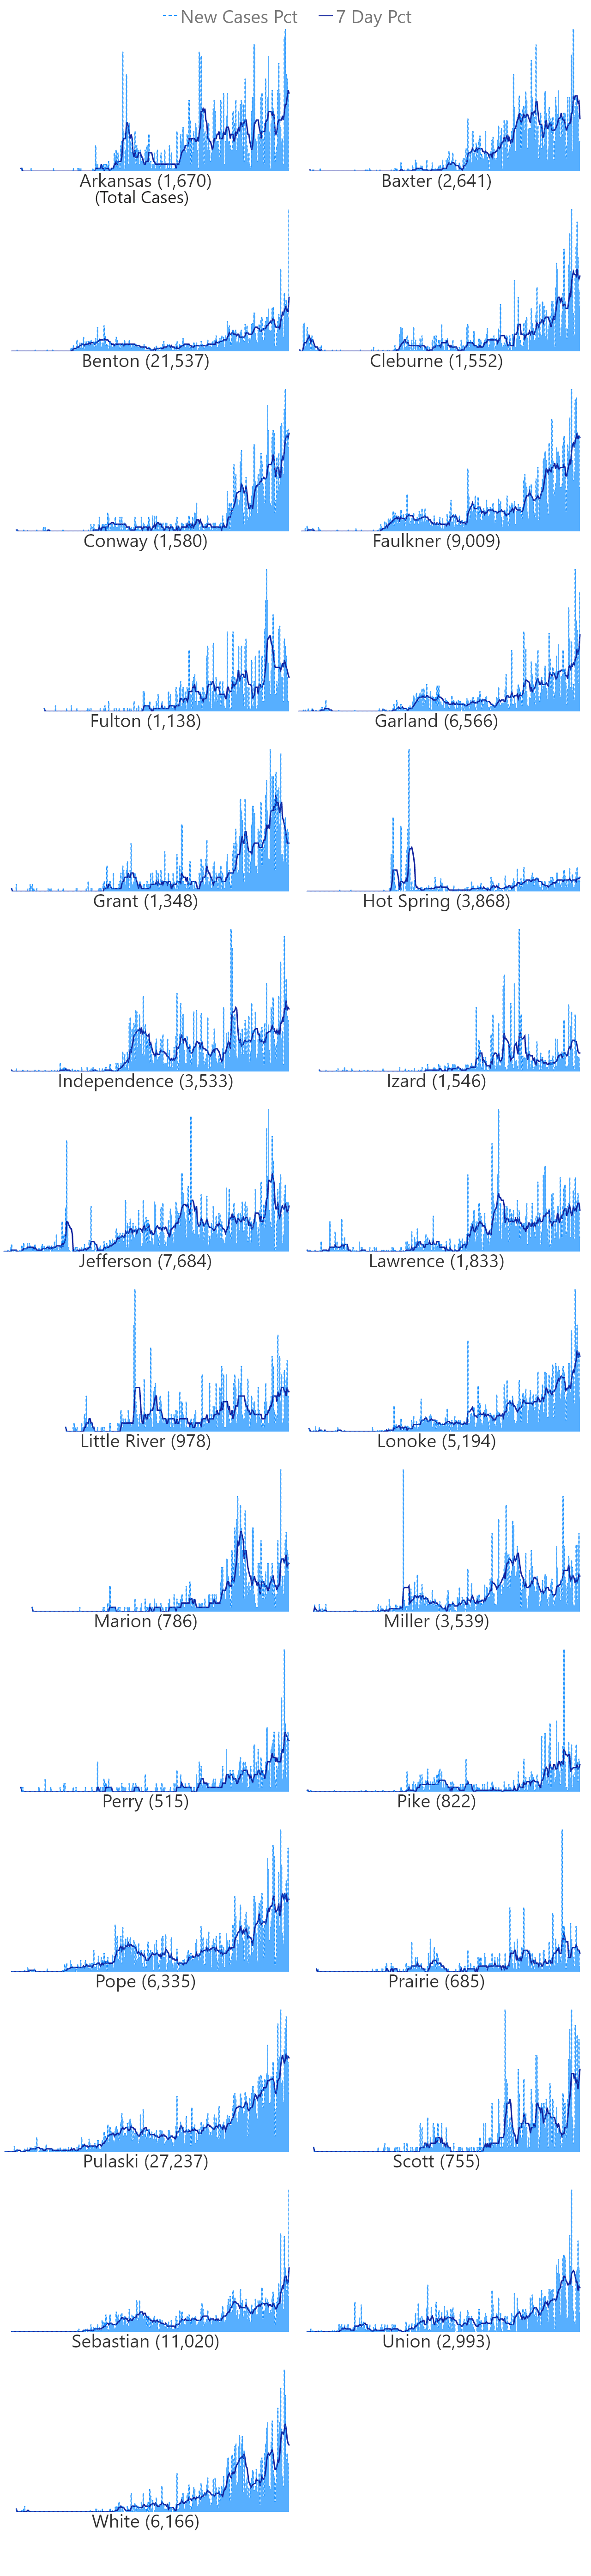 New Cases Pct 7 Day Pct
Arkansas (1,670) Baxter (2,641)
(Total Cases)
Benton (21,537) Cleburne (1,552)
Conway (1,580) Faulkner (9,009)
Fulton (1,138) Garland (6,566)
Grant (1,348) Hot Spring (3,868)
Independence (3,533) Izard (1,546)
Jefferson (7,684) Lawrence (1,833)
Little River (978) Lonoke (5,194)
Marion (786) Miller (3,539)
Perry (515) Pike (822)
Pope (6,335) Prairie (685)
Pulaski (27,237) Scott (755)
Sebastian (11,020) Union (2,993)
White (6,166)